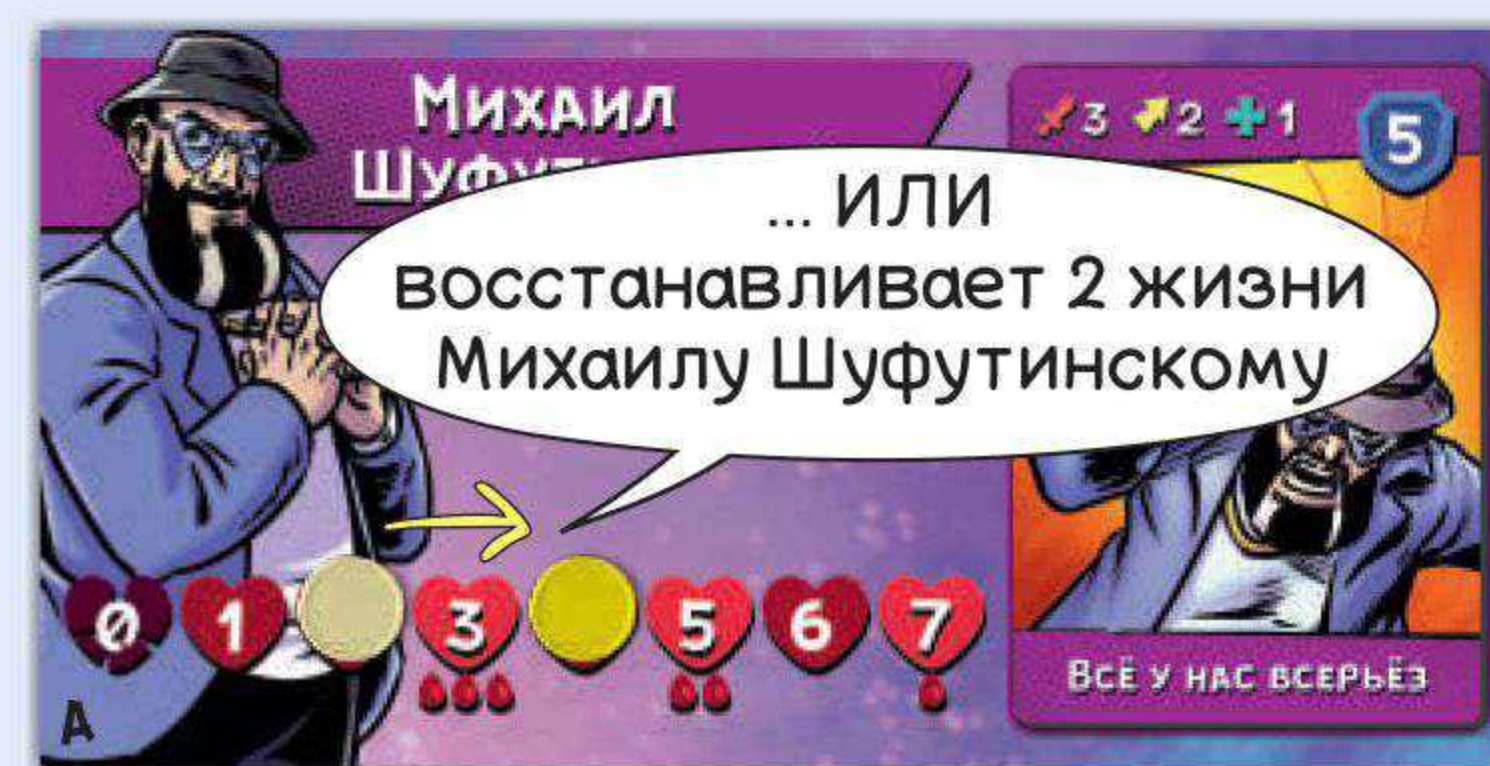 Михаил
... ИЛИ
восстанавливает 2 жизни
Михаилу Шуфутинскому
3 2 1 5
0 1 3 5 6 7
Всё у нас всерьёз
А